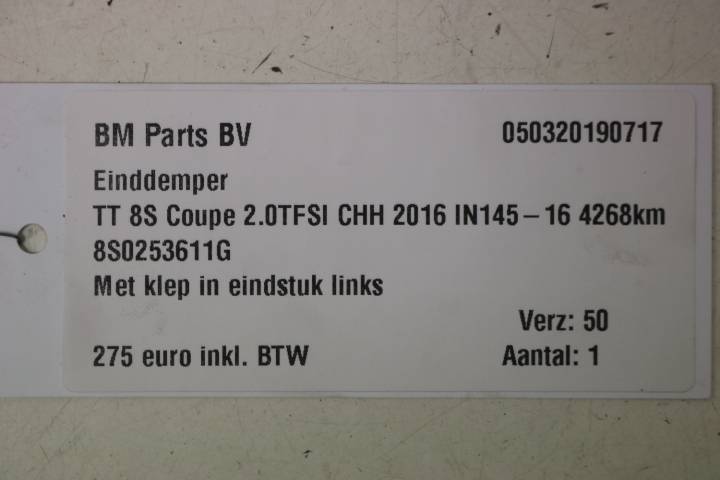 BM Parts BV 050320190717
Einddemper
TT 8S Coupe 2.0TFSI CHH 2016 IN145-16 4268km
8S0253611G
Met klep in eindstuk links
Verz: 50
275 euro inkl. BTW Aantal: 1